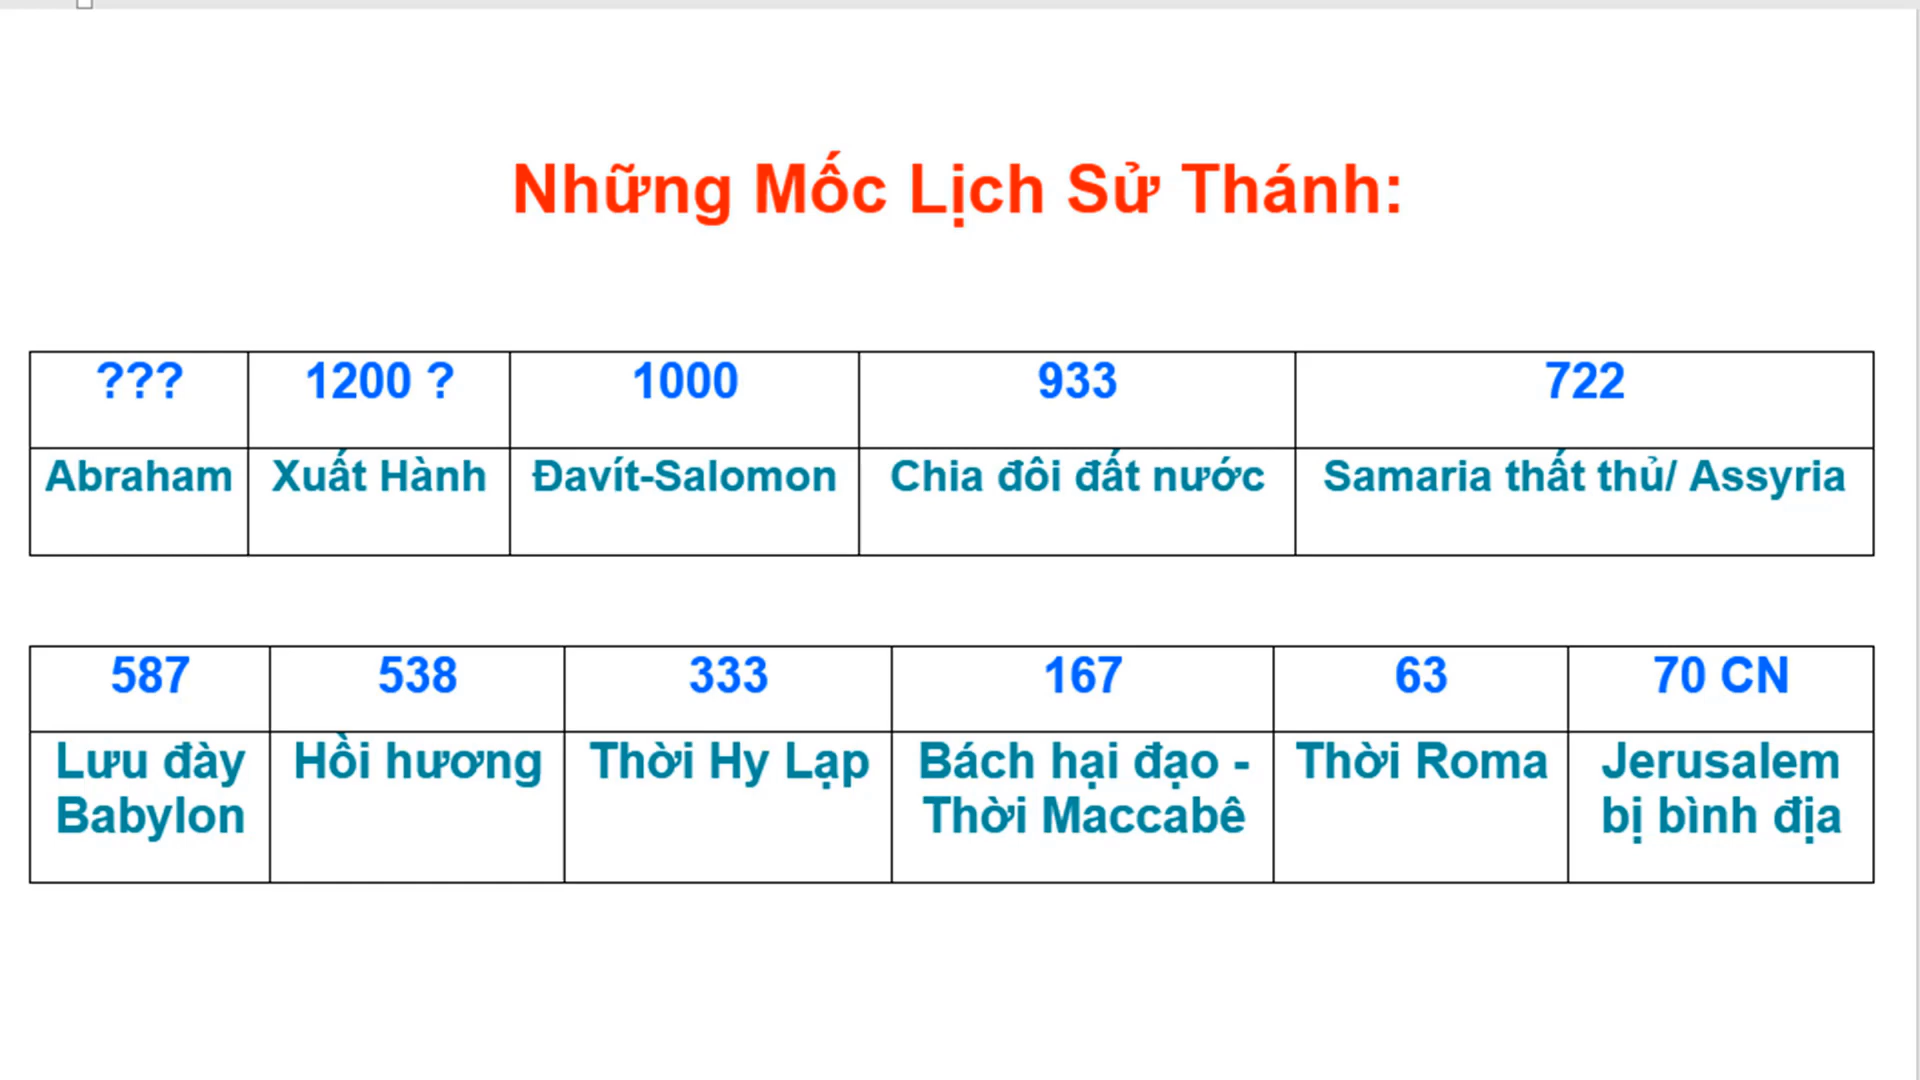 Những Mốc Lịch Sử Thánh:
??? 1200 ? 1000 933 722
Abraham Xuất Hành Đavít-Salomon Chia đôi đất nước Samaria thất thủ/ Assyria
587 538 333 167 63 70 CN
Lưu đày Hồi hương Thời Hy Lạp Bách hại đạo - Thời Roma Jerusalem
Babylon Thời Maccabê bị bình địa